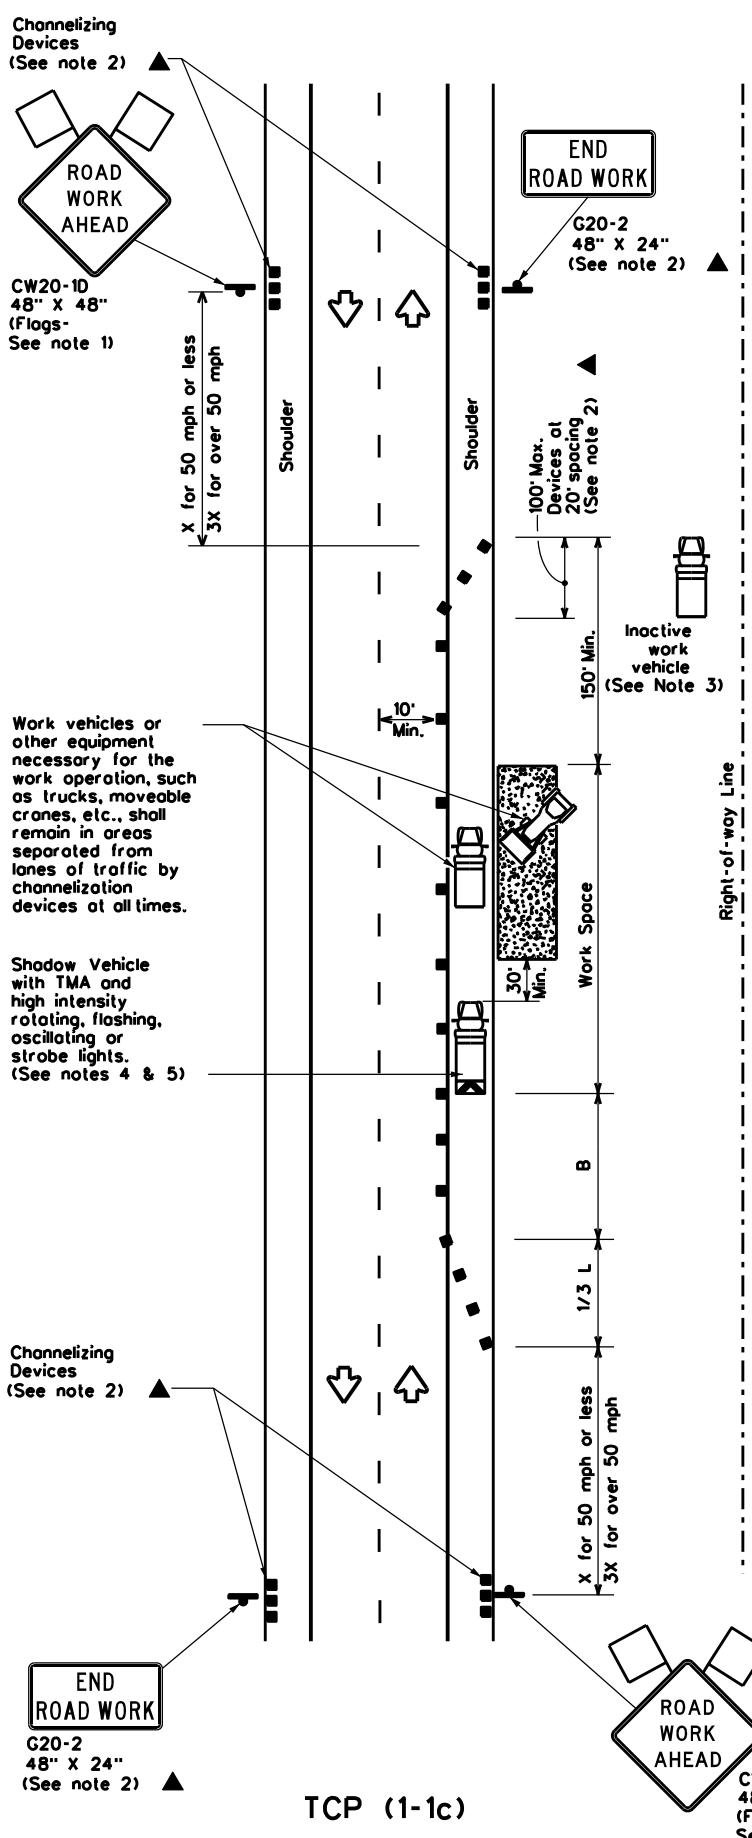 Channelizing
Devices
(See note 2)
ROAD
WORK
AHEAD
CW20-1D
48" X 48"
(Flags-
See note 1)
END
ROAD WORK
G20-2
48" X 24"
(See note 2)
X for 50 mph or less
3X for over 50 mph
Shoulder
Shoulder
100' Max.
Devices at
20' spacing
(See note 2)
150' Min.
Inactive
work
vehicle
(See Note 3)
10'
Min.
Work vehicles or
other equipment
necessary for the
work operation, such
as trucks, moveable
cranes, etc., shall
remain in areas
separated from
lanes of traffic by
channelization
devices at all times.
Right-of-way Line
Work Space
30'
Min.
Shadow Vehicle
with TMA and
high intensity
rotating, flashing,
oscillating or
strobe lights.
(See notes 4 & 5)
B
1/3 L
Channelizing
Devices
(See note 2)
X for 50 mph or less
3X for over 50 mph
END
ROAD WORK
G20-2
48" X 24"
(See note 2)
ROAD
WORK
AHEAD
TCP (1-1c)